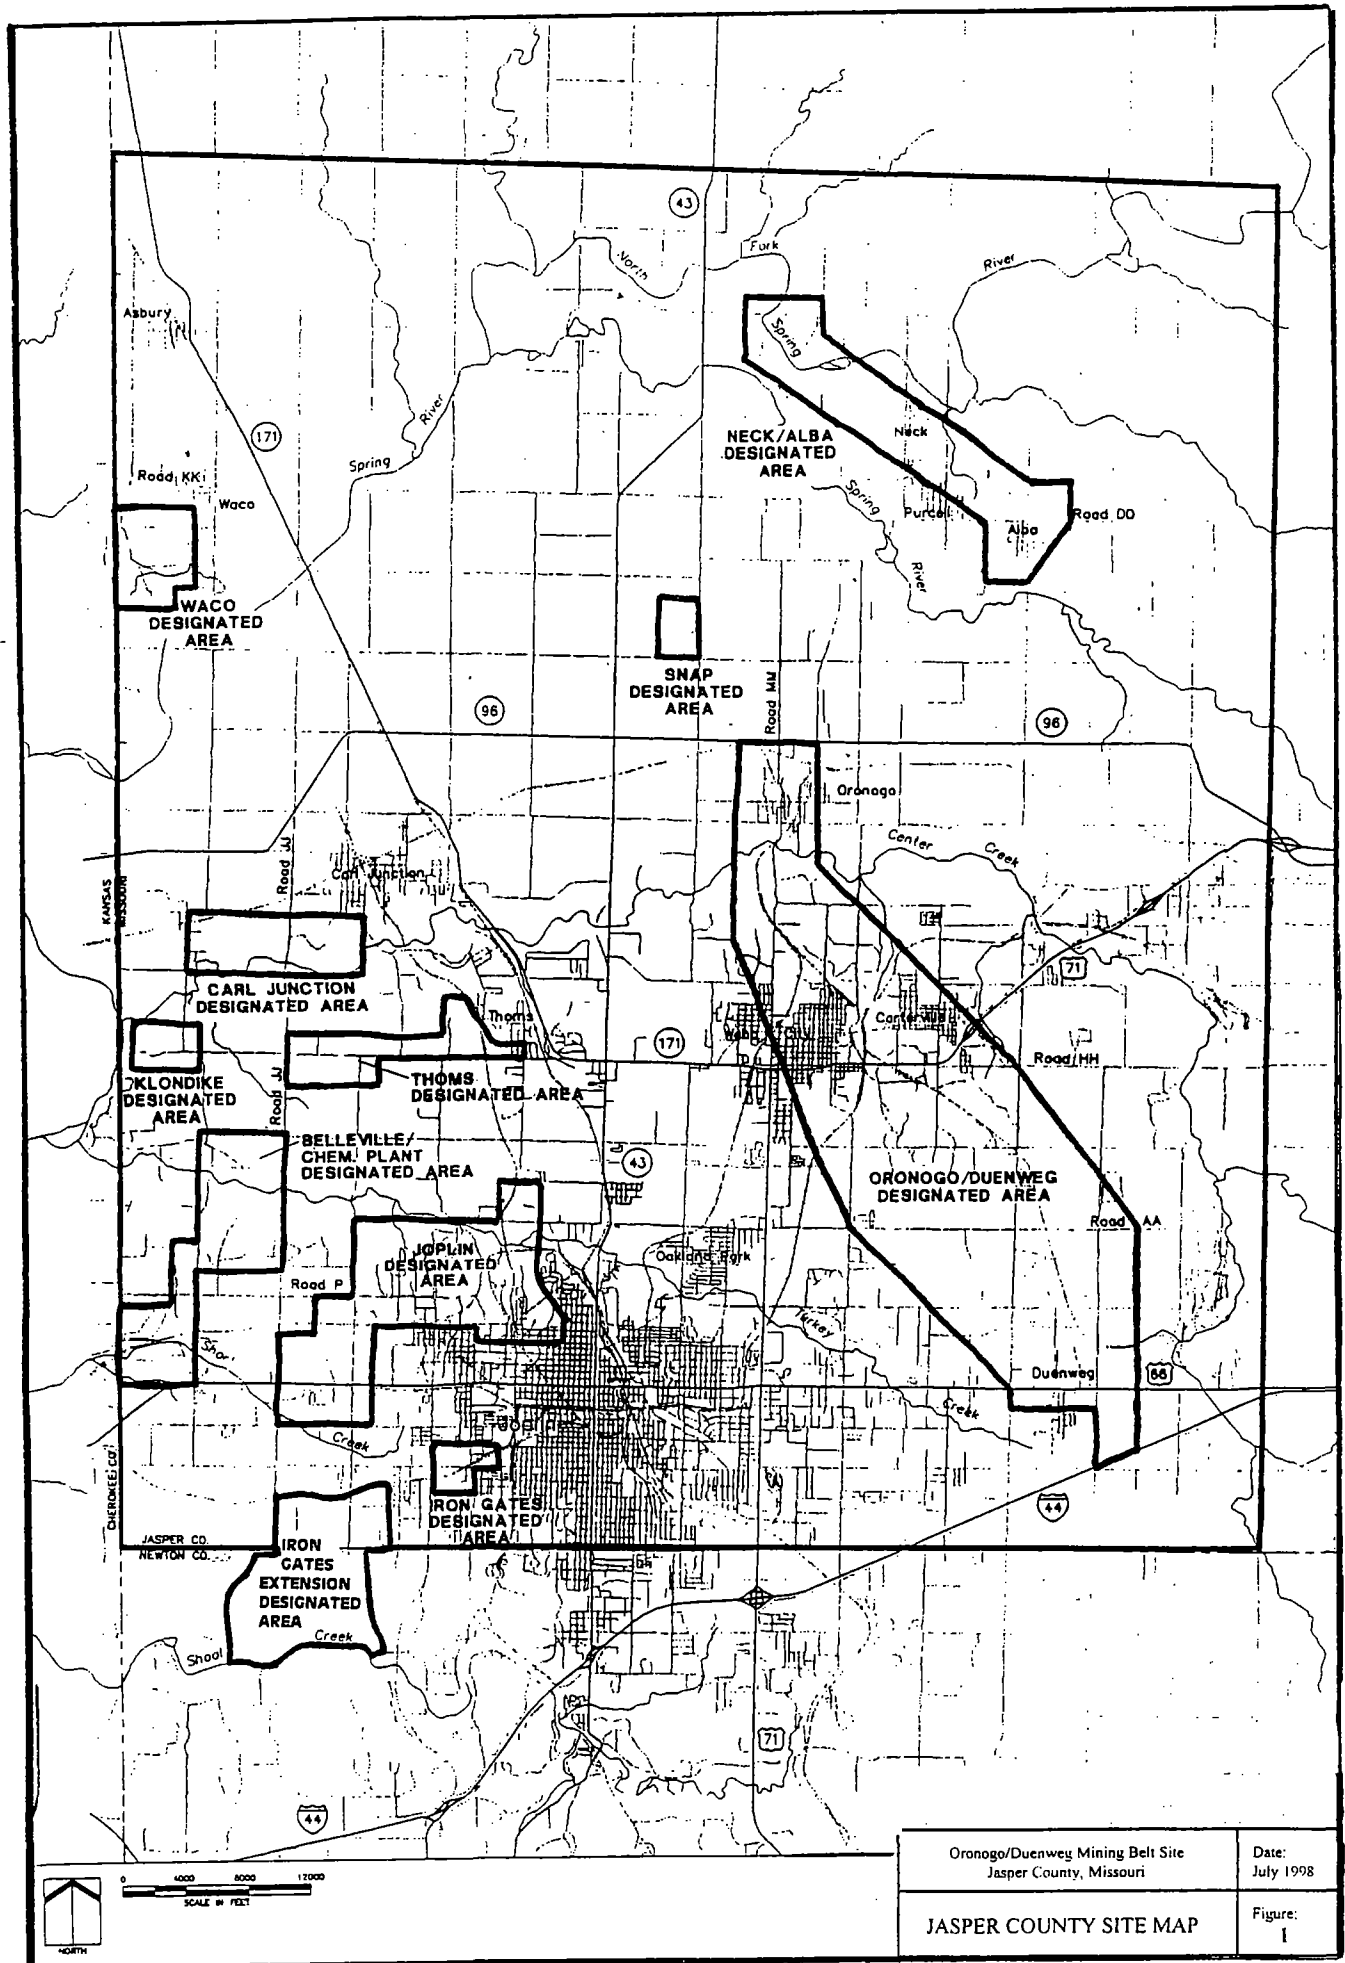 43
North
Fork
River
Asbury
Spring
171
River
Spring
NECK/ALBA
DESIGNATED
AREA
Neck
Road KK
Waco
Spring
Purcell
Alba
Road DD
River
WACO
DESIGNATED
AREA
SNAP
DESIGNATED
AREA
Road MM
96
96
Oronogo
Center
Creek
Road JJ
Carl Junction
KANSAS
MISSOURI
71
CARL JUNCTION
DESIGNATED AREA
Thoms
Webb City
Carterville
171
Road HH
KLONDIKE
DESIGNATED
AREA
Road JJ
THOMS
DESIGNATED AREA
BELLEVILLE/
CHEM. PLANT
DESIGNATED AREA
43
ORONOGO/DUENWEG
DESIGNATED AREA
Road AA
JOPLIN
DESIGNATED
AREA
Oakland Park
Road P
Turkey
Shor
Duenweg
66
Creek
Creek
IRON GATES
DESIGNATED
AREA
44
CHEROKEE CO.
JASPER CO.
NEWTON CO.
IRON
GATES
EXTENSION
DESIGNATED
AREA
Creek
Shoal
71
44
0 4000 8000 12000
SCALE IN FEET
NORTH
Oronogo/Duenweg Mining Belt Site
Jasper County, Missouri
Date:
July 1998
JASPER COUNTY SITE MAP
Figure:
1